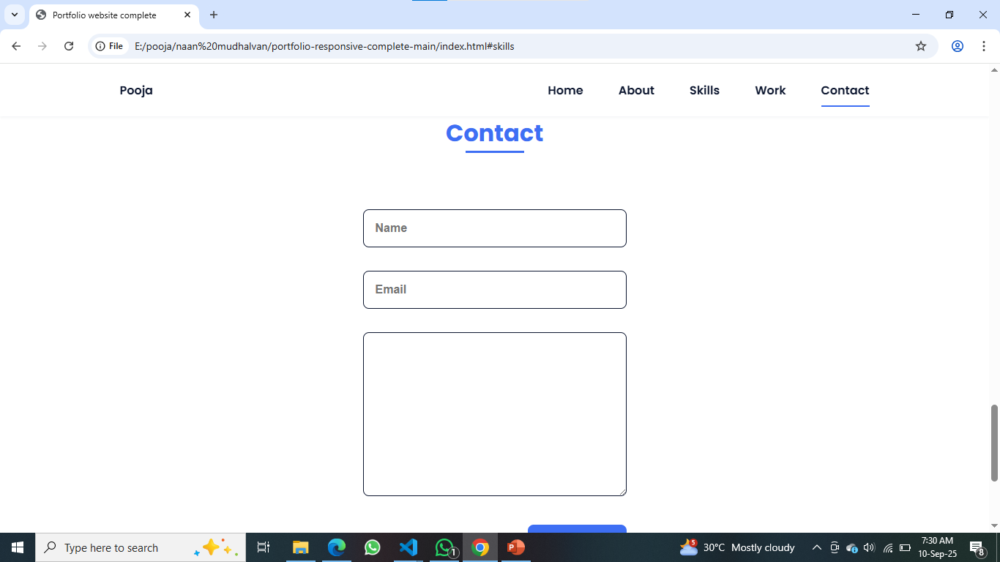 Portfolio website complete
File E:/pooja/naan%20mudhalvan/portfolio-responsive-complete-main/index.html#skills
Pooja Home About Skills Work Contact
Contact
Name
Email
Type here to search 1 5 30°C Mostly cloudy 7:30 AM
10-Sep-25 8